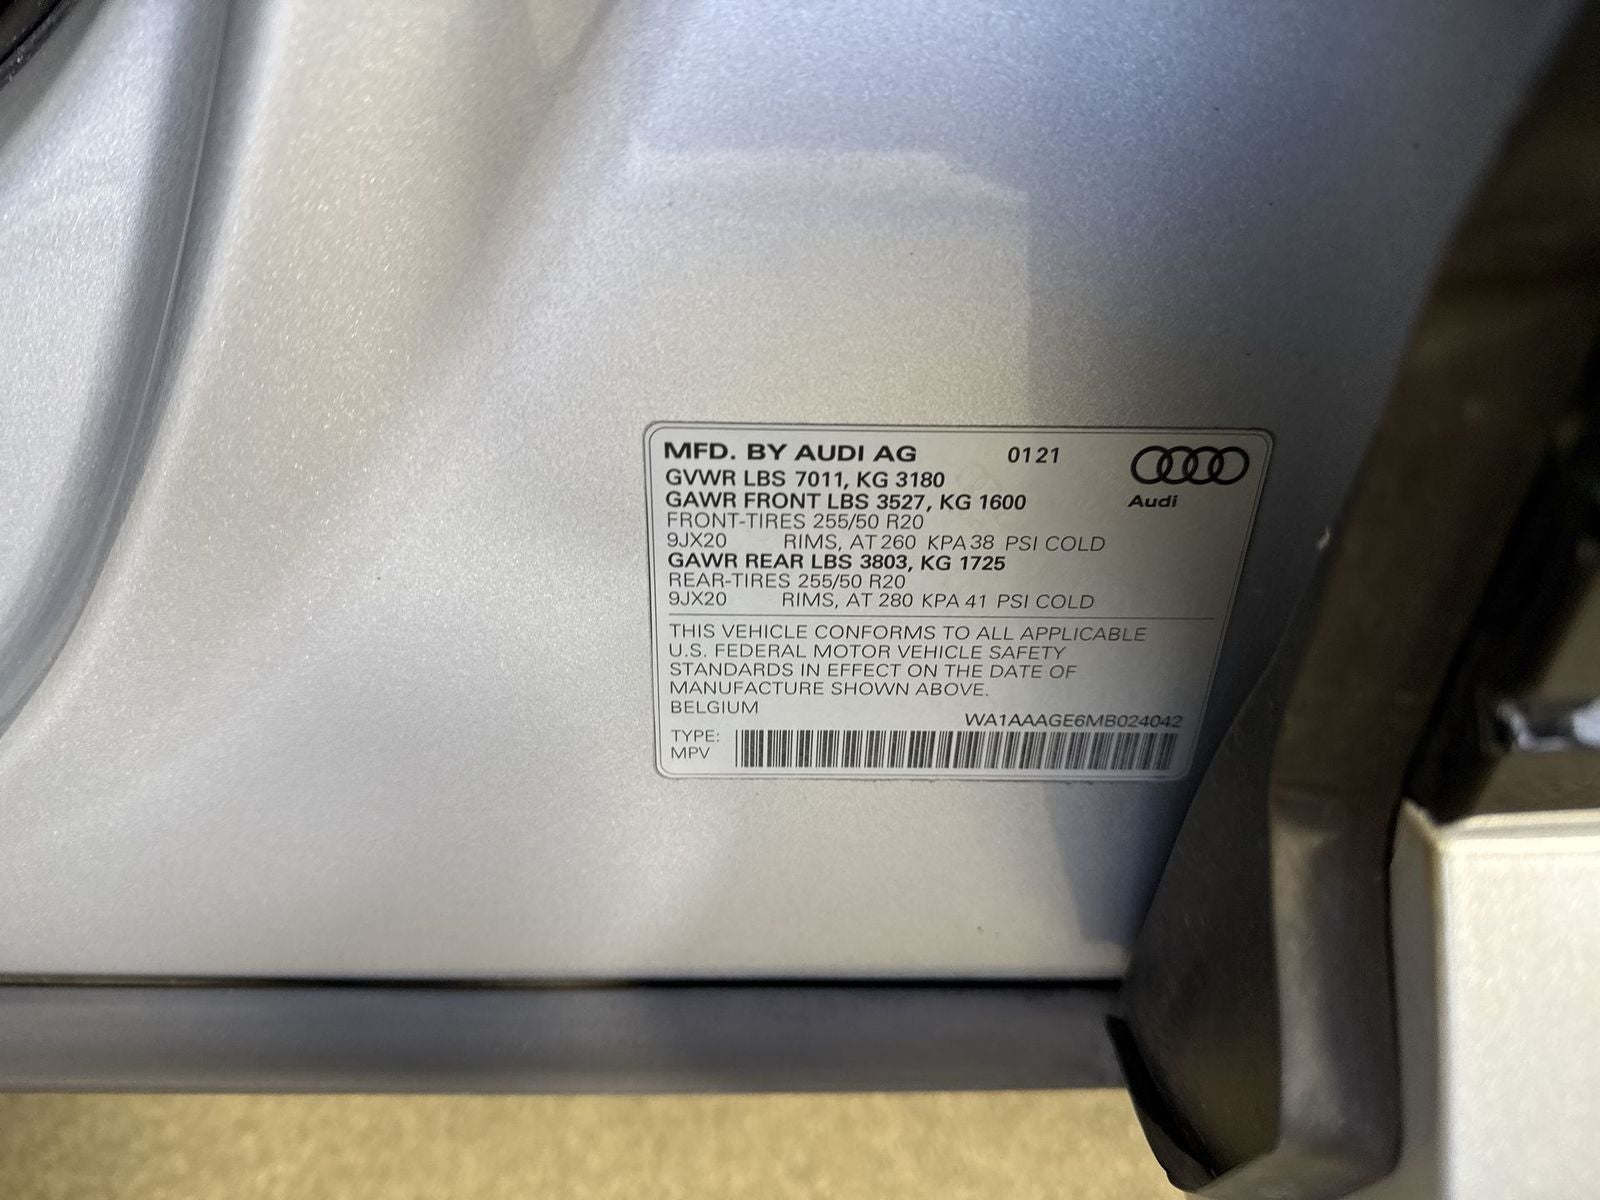 MFD. BY AUDI AG 0121
GVWR LBS 7011, KG 3180
GAWR FRONT LBS 3527, KG 1600
Audi
FRONT-TIRES 255/50 R20
9JX20 RIMS, AT 260 KPA 38 PSI COLD
GAWR REAR LBS 3803, KG 1725
REAR-TIRES 255/50 R20
9JX20 RIMS, AT 280 KPA 41 PSI COLD
THIS VEHICLE CONFORMS TO ALL APPLICABLE
U.S. FEDERAL MOTOR VEHICLE SAFETY
STANDARDS IN EFFECT ON THE DATE OF
MANUFACTURE SHOWN ABOVE.
BELGIUM
WA1AAAGE6MB024042
TYPE:
MPV